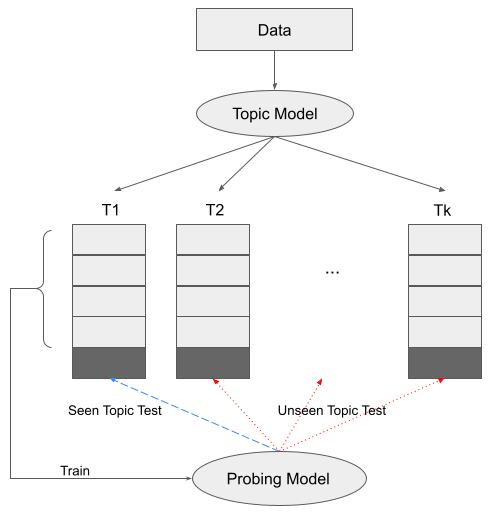 Data
Topic Model
T1
T2
Tk
...
Seen Topic Test
Unseen Topic Test
Train
Probing Model